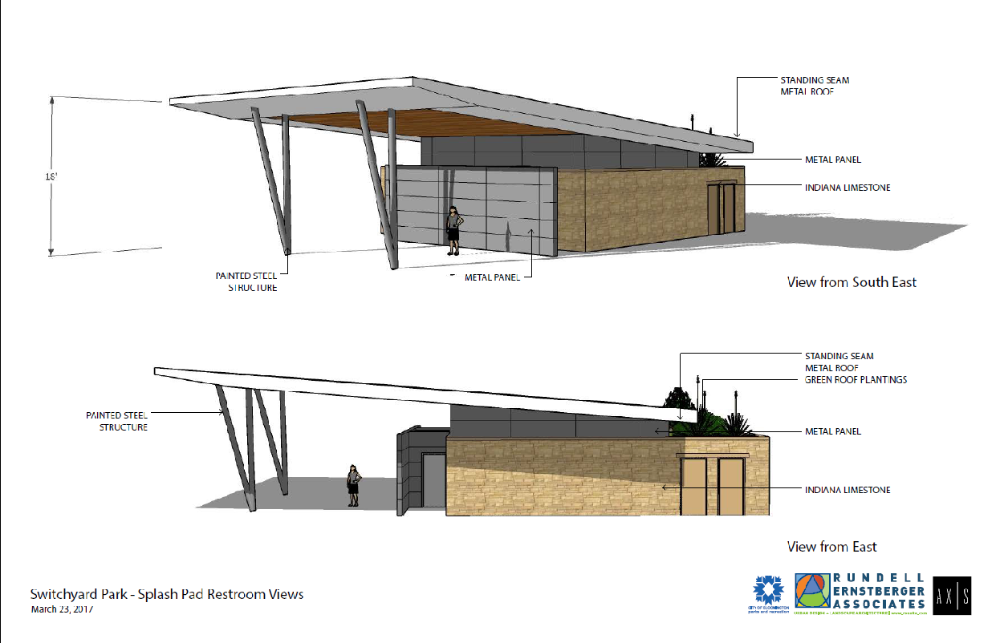 STANDING SEAM
METAL ROOF
18'
METAL PANEL
INDIANA LIMESTONE
PAINTED STEEL
STRUCTURE
METAL PANEL
View from South East
STANDING SEAM
METAL ROOF
GREEN ROOF PLANTINGS
PAINTED STEEL
STRUCTURE
METAL PANEL
INDIANA LIMESTONE
View from East
Switchyard Park - Splash Pad Restroom Views
March 23, 2017
CITY OF BLOOMINGTON
parks and recreation
RUNDELL
ERNSTBERGER
ASSOCIATES
URBAN DESIGN + LANDSCAPE ARCHITECTURE
AX|S